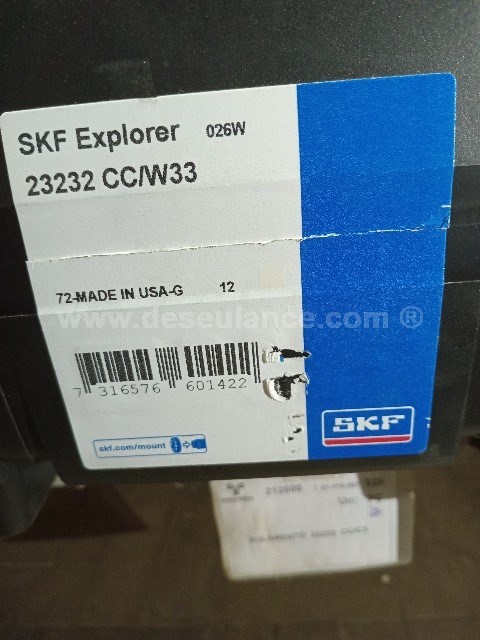 SKF Explorer 026W
23232 CC/W33
72-MADE IN USA-G 12
www.deseulance.com ®
7 316576 601422
skf.com/mount
SKF